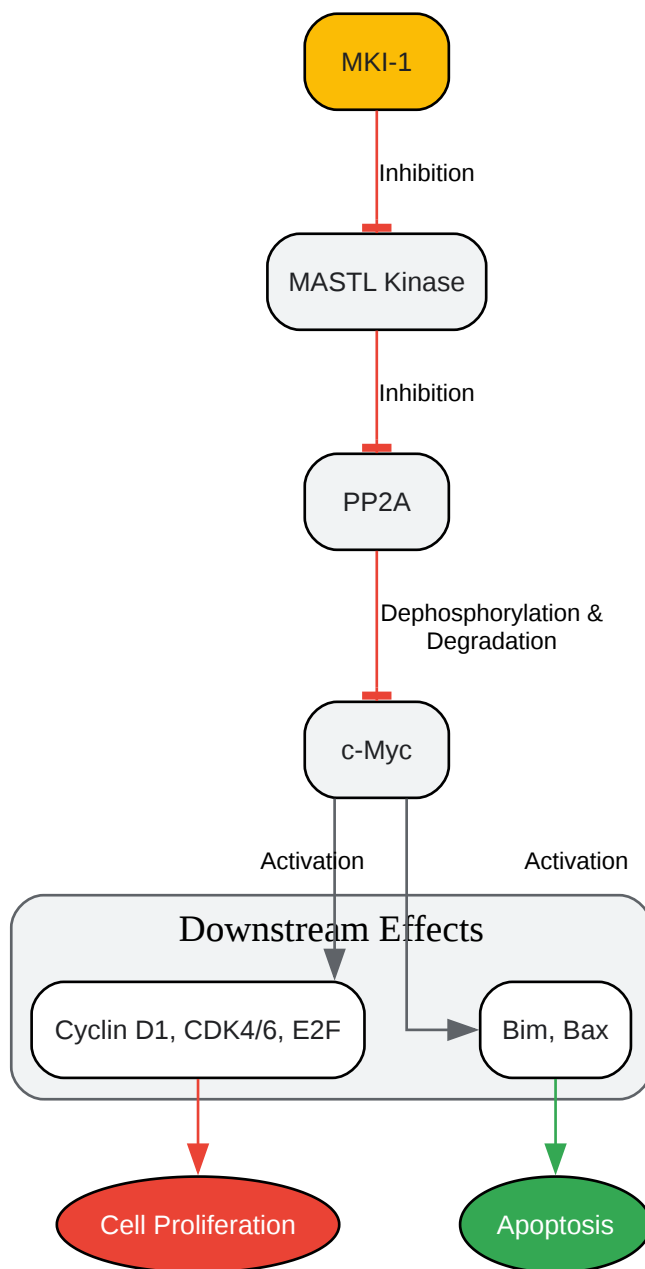 MKI-1
Inhibition
MASTL Kinase
Inhibition
PP2A
Dephosphorylation &
Degradation
c-Myc
Activation
Activation
Downstream Effects
Cyclin D1, CDK4/6, E2F
Bim, Bax
Cell Proliferation
Apoptosis